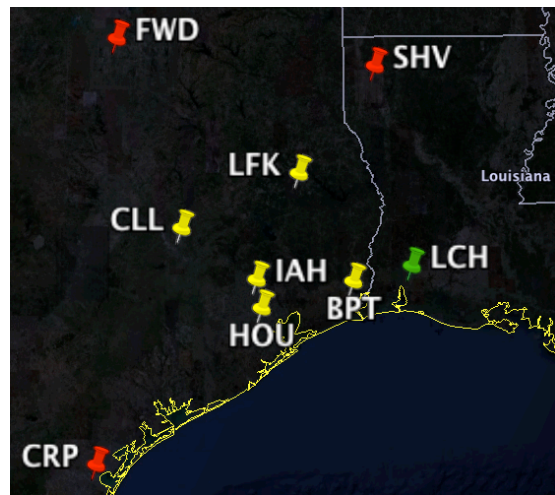 FWD
SHV
LFK
Louisiana
CLL
IAH
LCH
BPT
HOU
CRP